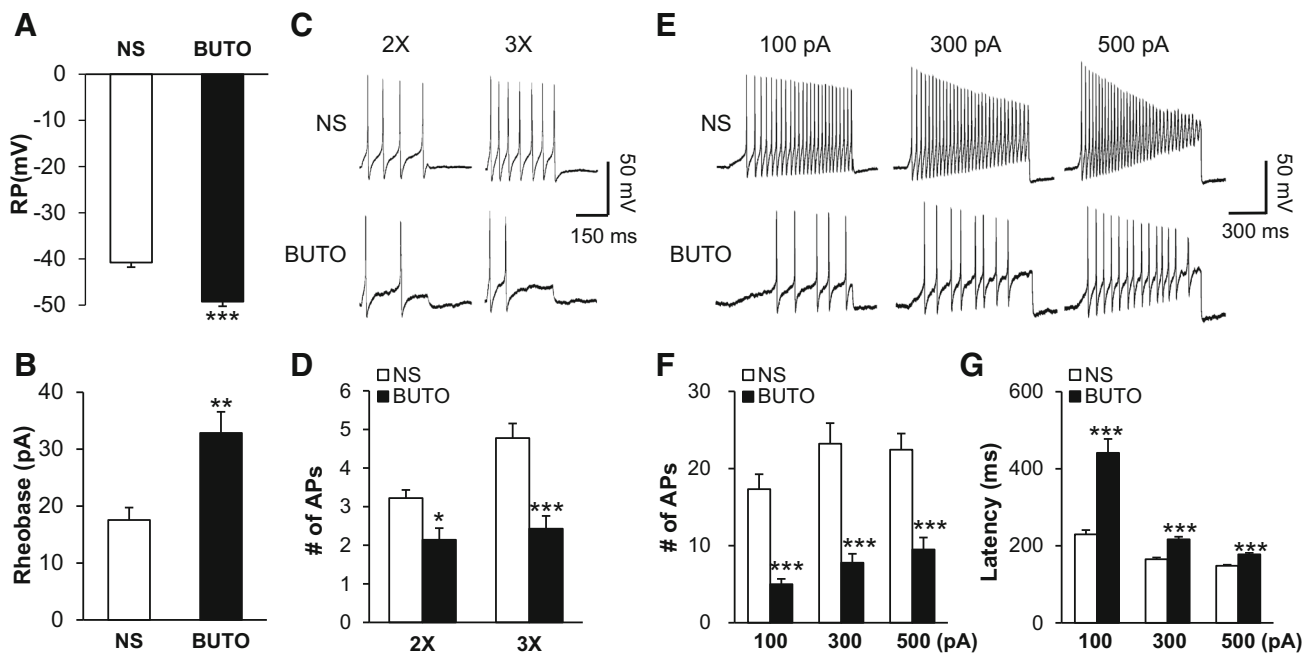 A
NS BUTO
0
-10
-20
-30
-40
-50
RP(mV)
***
B
40
30
20
10
0
Rheobase (pA)
**
NS BUTO
C
2X 3X
NS
BUTO
50 mV
150 ms
D
NS
BUTO
6
5
4
3
2
1
0
# of APs
*
***
2X 3X
E
100 pA 300 pA 500 pA
NS
BUTO
50 mV
300 ms
F
NS
BUTO
30
20
10
0
# of APs
***
***
***
100 300 500 (pA)
G
NS
BUTO
600
400
200
0
Latency (ms)
***
***
***
100 300 500 (pA)